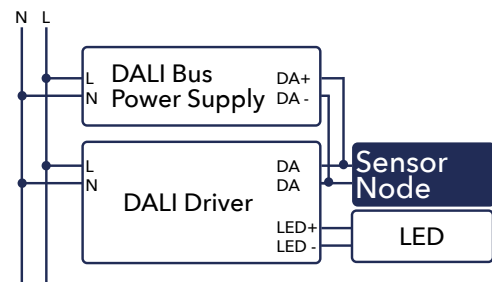 N L
L DALI Bus DA+
N Power Supply DA -
L DA Sensor
N DALI Driver DA Node
LED+ LED
LED -